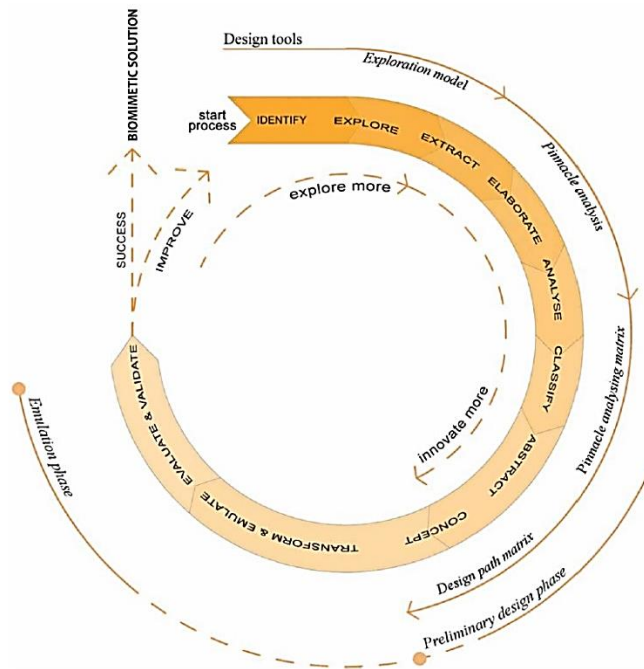 Design tools
Exploration model
Pinnacle analysis
Pinnacle analysing matrix
Design path matrix
Preliminary design phase
Emulation phase
BIOMIMETIC SOLUTION
SUCCESS
IMPROVE
start
process
IDENTIFY
EXPLORE
EXTRACT
ELABORATE
ANALYSE
CLASSIFY
ABSTRACT
CONCEPT
TRANSFORM & EMULATE
EVALUATE & VALIDATE
explore more
innovate more